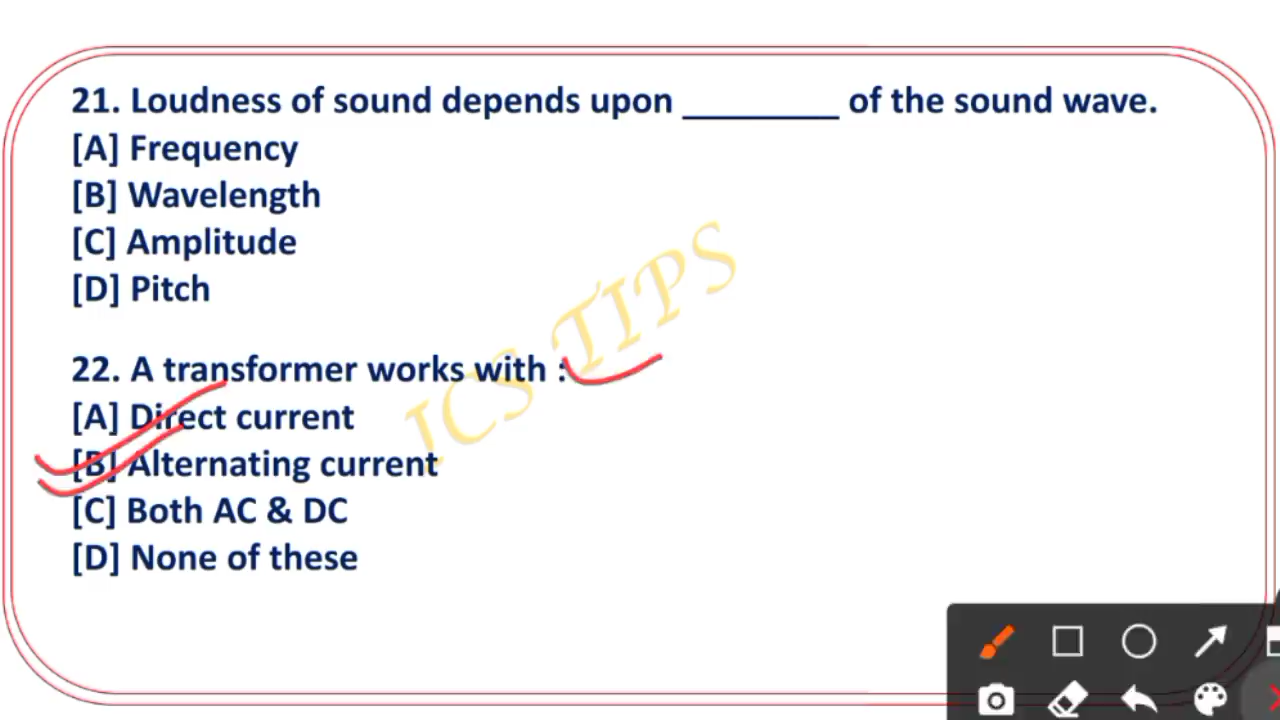 21. Loudness of sound depends upon ________ of the sound wave.
[A] Frequency
[B] Wavelength
[C] Amplitude
[D] Pitch
22. A transformer works with :
[A] Direct current
[B] Alternating current
[C] Both AC & DC
[D] None of these
ICS TIPS